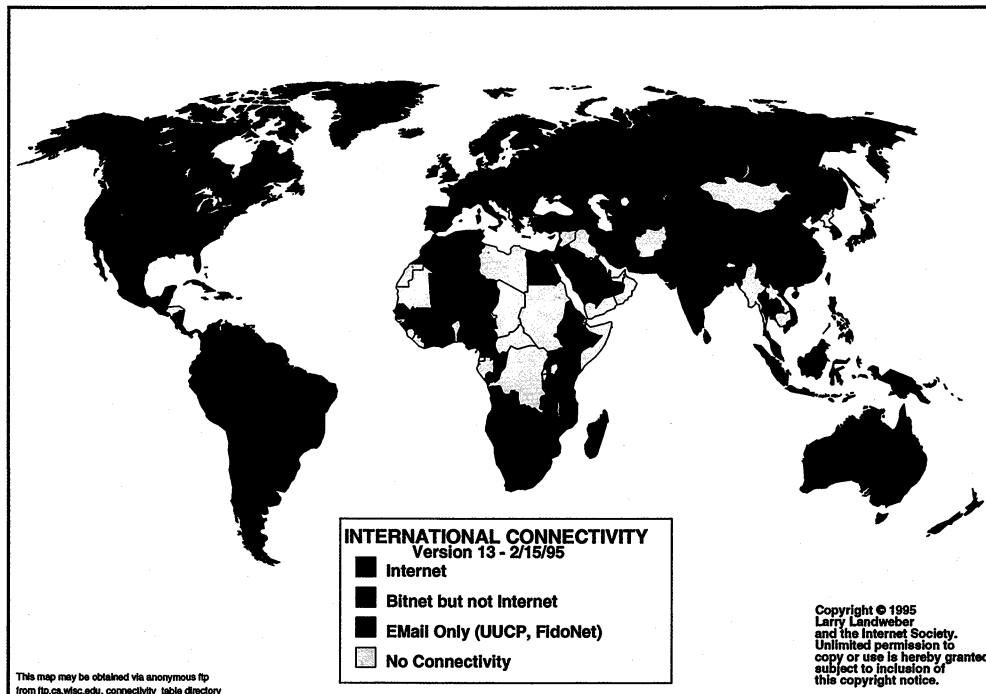 INTERNATIONAL CONNECTIVITY
Version 13 - 2/15/95
Internet
Bitnet but not Internet
EMail Only (UUCP, FidoNet)
No Connectivity
This map may be obtained via anonymous ftp
from ftp.cs.wisc.edu, connectivity_table directory
Copyright © 1995
Larry Landweber
and the Internet Society.
Unlimited permission to
copy or use is hereby granted
subject to inclusion of
this copyright notice.